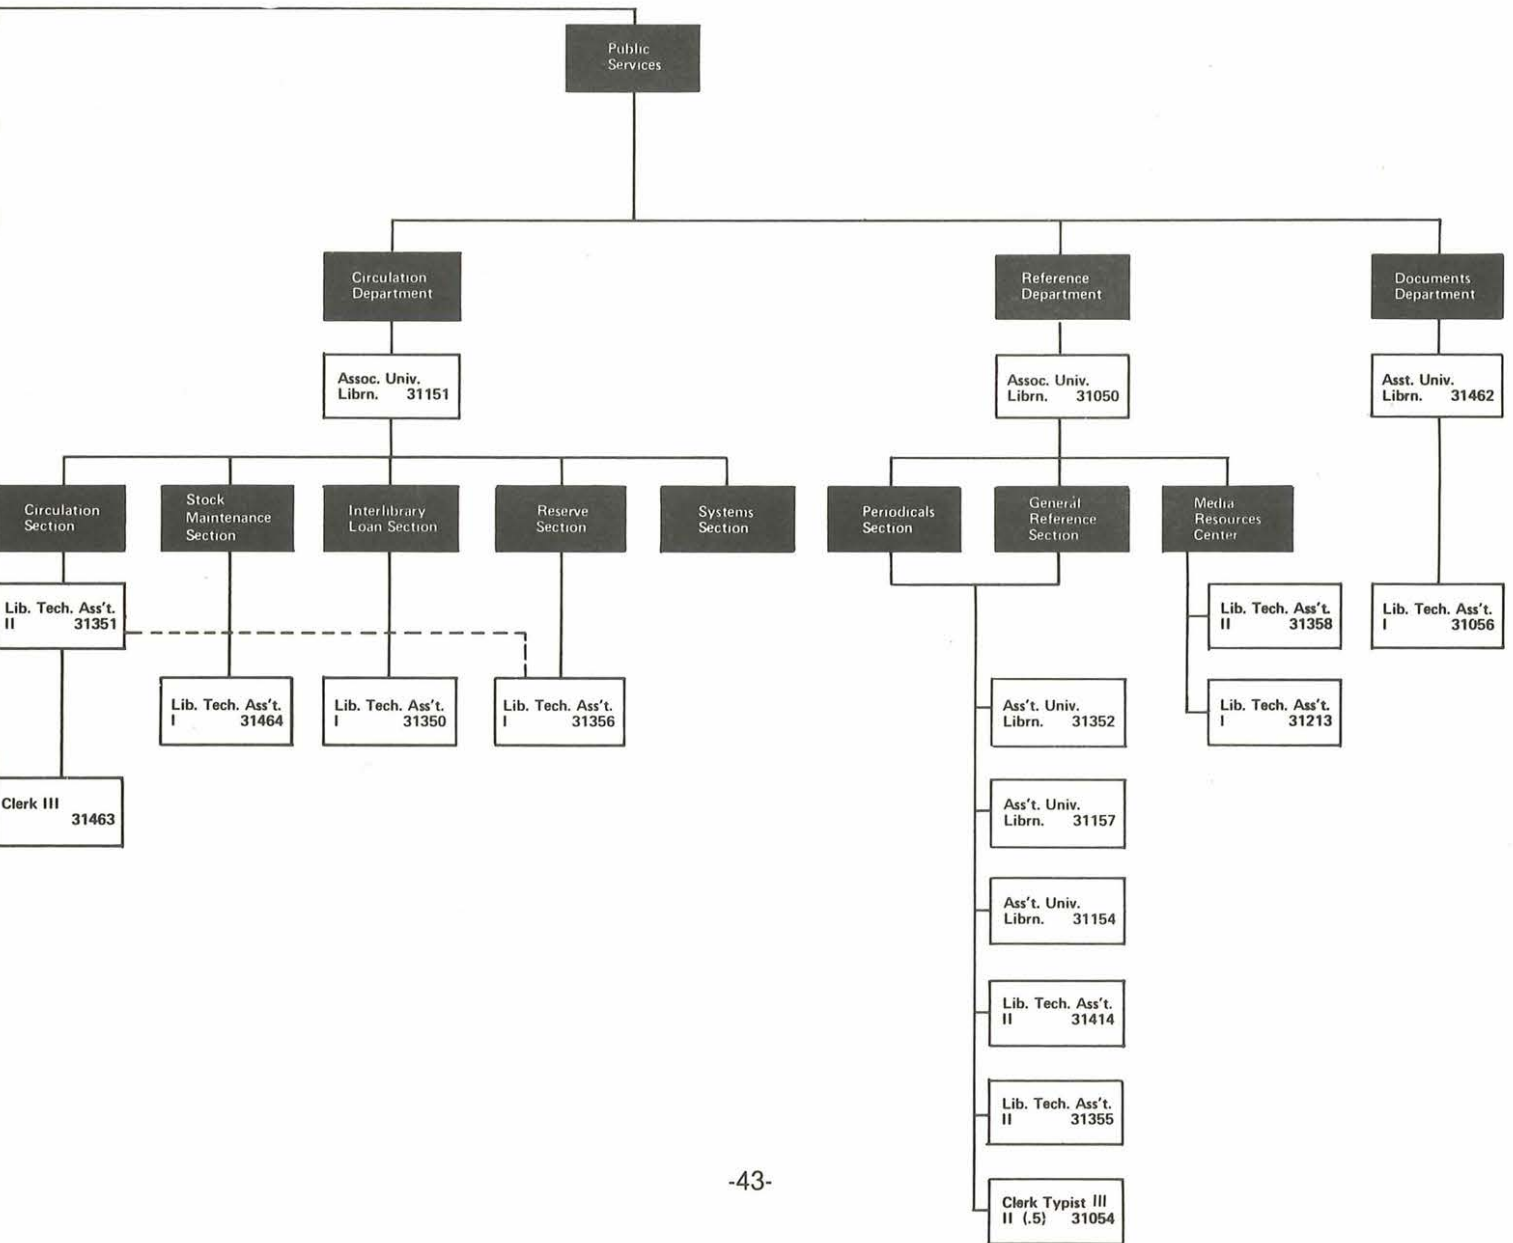 Public
Services
Circulation
Department
Reference
Department
Documents
Department
Assoc. Univ.
Librn. 31151
Assoc. Univ.
Librn. 31050
Asst. Univ.
Librn. 31462
Circulation
Section
Stock
Maintenance
Section
Interlibrary
Loan Section
Reserve
Section
Systems
Section
Periodicals
Section
General
Reference
Section
Media
Resources
Center
Lib. Tech. Ass't.
II 31351
Lib. Tech. Ass't.
II 31358
Lib. Tech. Ass't.
I 31056
Lib. Tech. Ass't.
I 31464
Lib. Tech. Ass't.
I 31350
Lib. Tech. Ass't.
I 31356
Ass't. Univ.
Librn. 31352
Lib. Tech. Ass't.
I 31213
Clerk III
31463
Ass't. Univ.
Librn. 31157
Ass't. Univ.
Librn. 31154
Lib. Tech. Ass't.
II 31414
Lib. Tech. Ass't.
II 31355
Clerk Typist III
II (.5) 31054
-43-